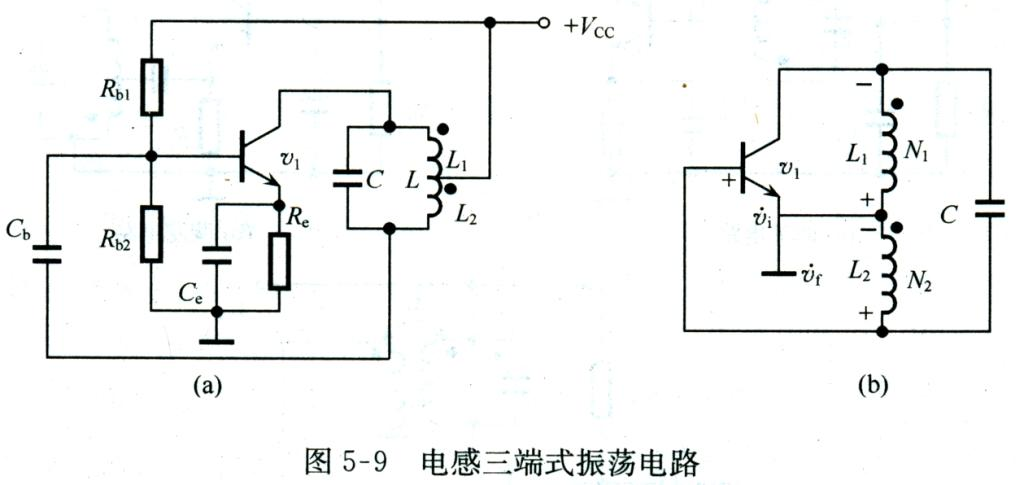 +V_CC
R_b1
v_1
C
L
L_1
L_2
C_b
R_b2
R_e
C_e
(a)
−
L_1
N_1
+
v_1
+
v̇_i
−
C
v̇_f
L_2
N_2
+
(b)
图 5-9 电感三端式振荡电路